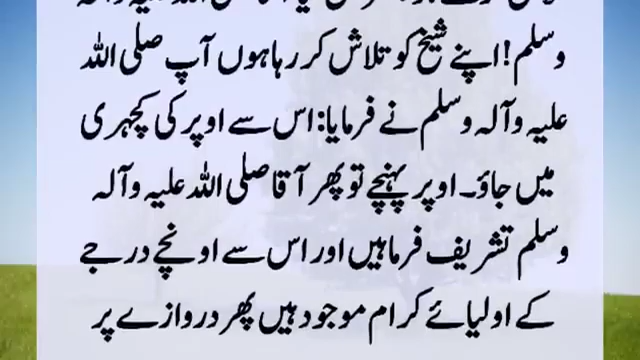 وسلم! اپنے شیخ کو تلاش کر رہا ہوں آپ صلی اللہ
علیہ وآلہ وسلم نے فرمایا: اس سے اوپر کی کچہری
میں جاؤ۔ اوپر پہنچے تو پھر آقا صلی اللہ علیہ وآلہ
وسلم تشریف فرما ہیں اور اس سے اونچے درجے
کے اولیائے کرام موجود ہیں پھر دروازے پر